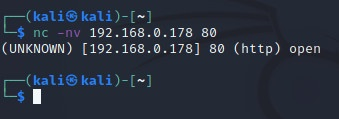 ┌──(kali㉿kali)-[~]
└─$ nc -nv 192.168.0.178 80
(UNKNOWN) [192.168.0.178] 80 (http) open
┌──(kali㉿kali)-[~]
└─$